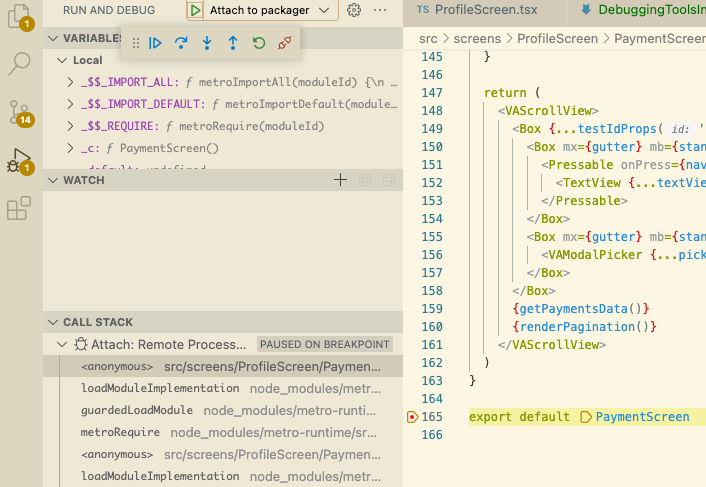 RUN AND DEBUG
Attach to packager
VARIABLES
Local
_$$_IMPORT_ALL: ƒ metroImportAll(moduleId) {\n …
_$$_IMPORT_DEFAULT: ƒ metroImportDefault(module…
_$$_REQUIRE: ƒ metroRequire(moduleId)
_c: ƒ PaymentScreen()
default: undefined
WATCH
CALL STACK
Attach: Remote Process... PAUSED ON BREAKPOINT
<anonymous> src/screens/ProfileScreen/Paymen...
loadModuleImplementation node_modules/metr...
guardedLoadModule node_modules/metro-runti...
metroRequire node_modules/metro-runtime/sr...
<anonymous> src/screens/ProfileScreen/Paymen...
loadModuleImplementation node_modules/metr...
1
14
1
TS ProfileScreen.tsx
DebuggingToolsIn
src > screens > ProfileScreen > PaymentScreen
145 }
146
147 return (
148 <VAScrollView>
149 <Box {...testIdProps( id: '
150 <Box mx={gutter} mb={stan
151 <Pressable onPress={nav
152 <TextView {...textVie
153 </Pressable>
154 </Box>
155 <Box mx={gutter} mb={stan
156 <VAModalPicker {...pick
157 </Box>
158 </Box>
159 {getPaymentsData()}
160 {renderPagination()}
161 </VAScrollView>
162 )
163 }
164
165 export default PaymentScreen
166